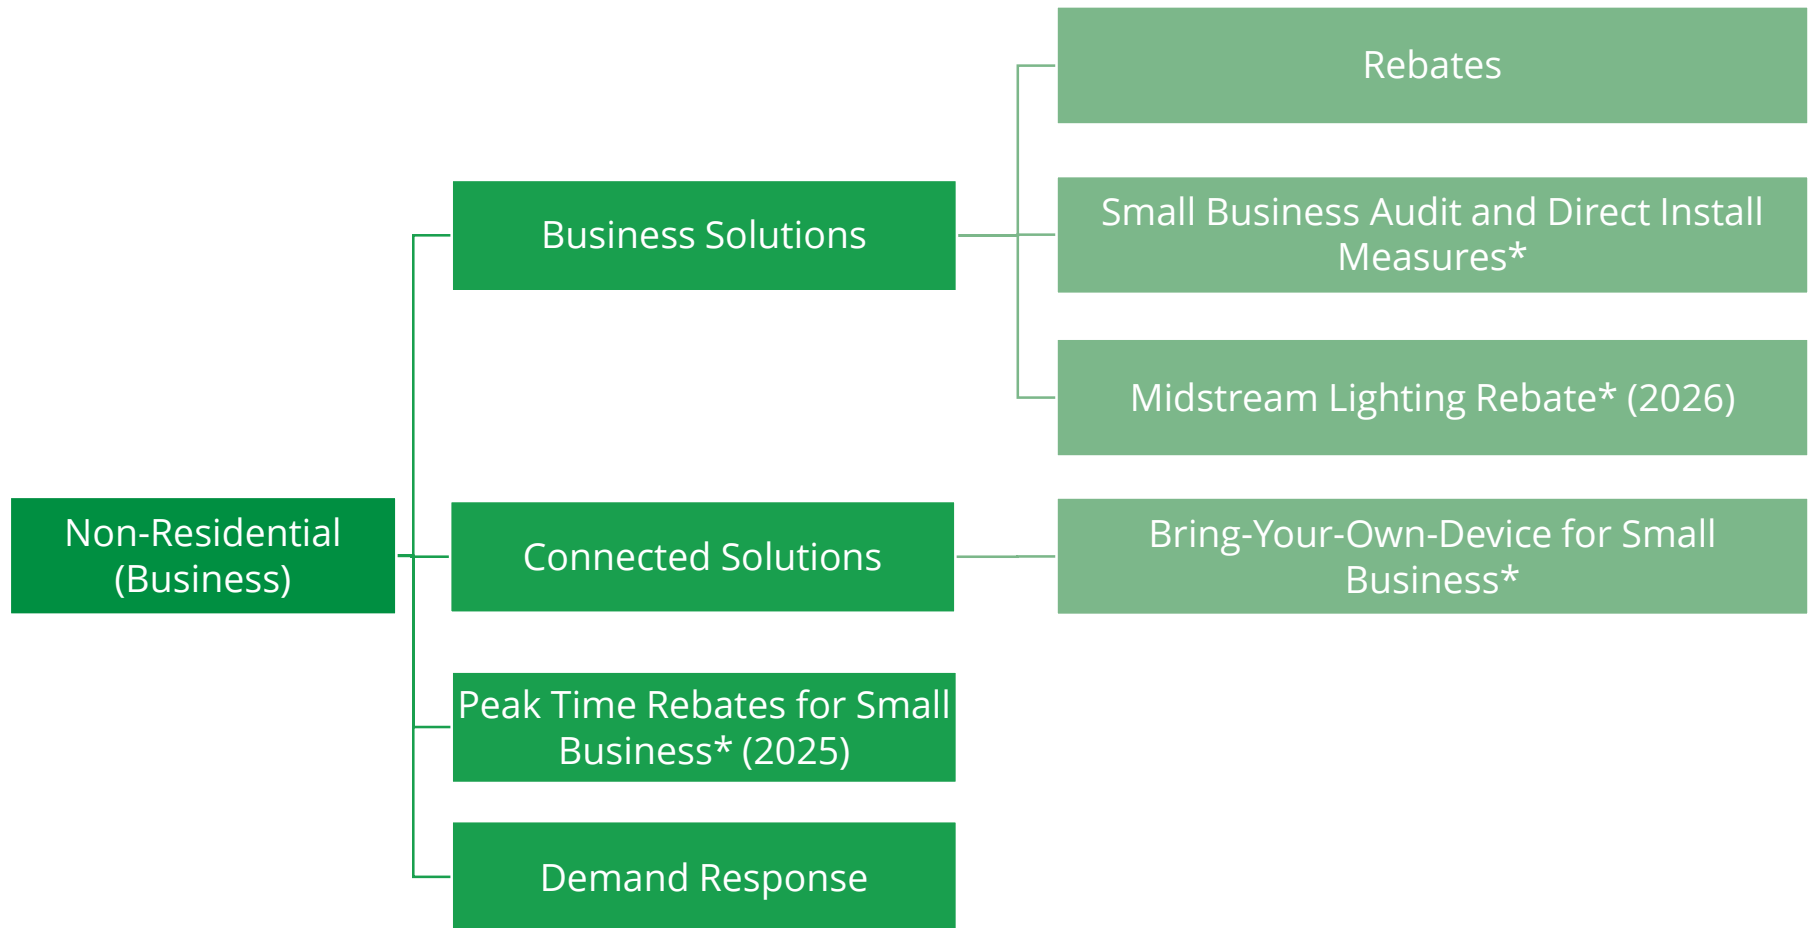 Rebates
Small Business Audit and Direct Install
Measures*
Business Solutions
Midstream Lighting Rebate* (2026)
Non-Residential
(Business)
Connected Solutions
Bring-Your-Own-Device for Small
Business*
Peak Time Rebates for Small
Business* (2025)
Demand Response